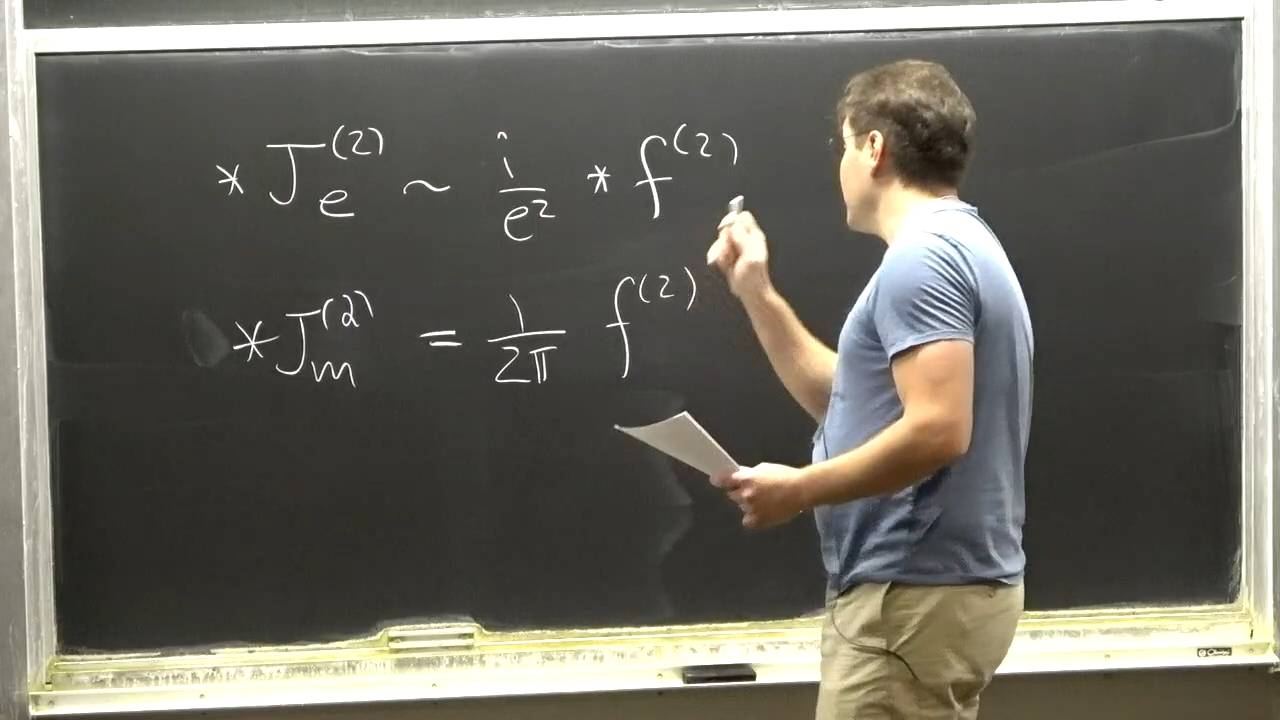 * J_e^{(2)} ~ i/e² * f^{(2)}
* J_m^{(2)} = 1/2π f^{(2)}